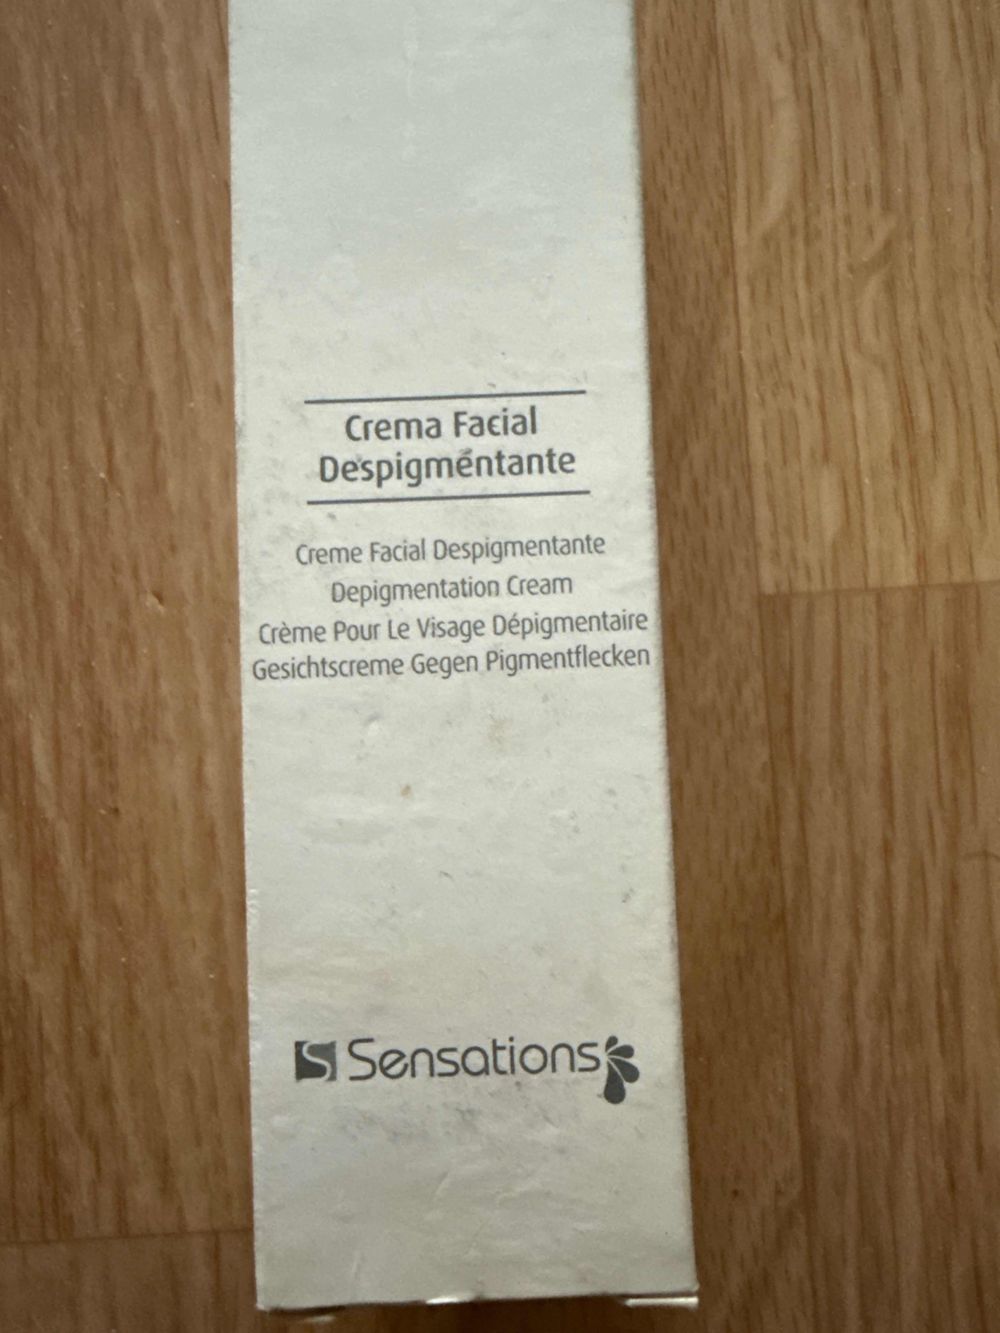 Crema Facial
Despigmentante
Creme Facial Despigmentante
Depigmentation Cream
Crème Pour Le Visage Dépigmentaire
Gesichtscreme Gegen Pigmentflecken
S Sensations